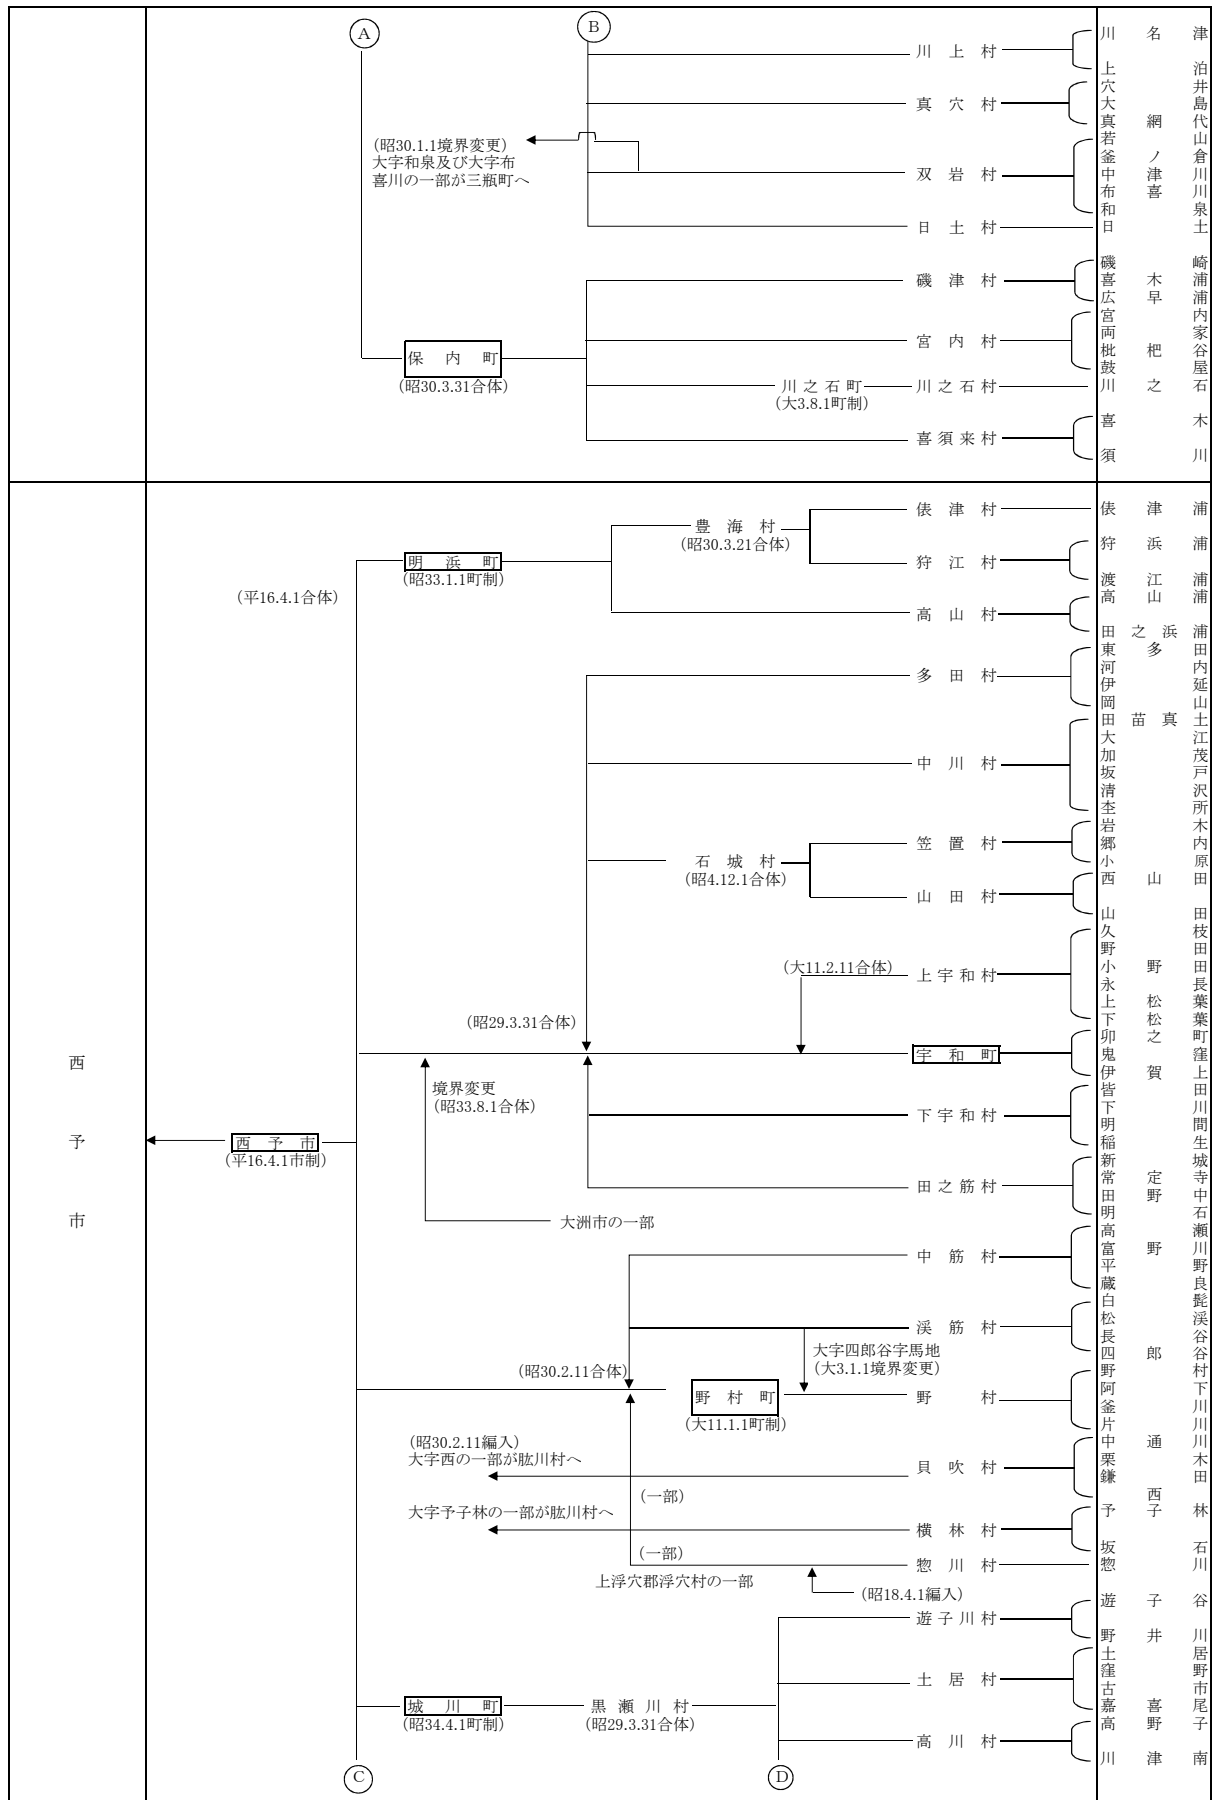 A
B
川上村
川名津
上泊
真穴村
穴井
大島
真網代
(昭30.1.1境界変更)
大字和泉及び大字布
喜川の一部が三瓶町へ
双岩村
若山
釜ノ倉
中津川
布喜川
和泉
日土村
日土
磯津村
磯崎
喜木浦
広早浦
宮内村
宮内
両家
枇杷谷
鼓屋
保内町
(昭30.3.31合体)
川之石町
(大3.8.1町制)
川之石村
川之石
喜須来村
喜木
須川
西予市
西予市
(平16.4.1市制)
(平16.4.1合体)
明浜町
(昭33.1.1町制)
豊海村
(昭30.3.21合体)
俵津村
俵津浦
狩江村
狩浜浦
渡江浦
高山村
高山浦
田之浜浦
多田村
東多田
河内
伊延
岡山
中川村
田苗真土
大江
加茂
坂戸
清沢
杢所
石城村
(昭4.12.1合体)
笠置村
岩木
郷内
小原
山田村
西山田
山田
(大11.2.11合体)
上宇和村
久枝
野田
小野田
永長
上松葉
下松葉
(昭29.3.31合体)
宇和町
卯之町
鬼窪
伊賀上
境界変更
(昭33.8.1合体)
下宇和村
皆田
下川
明間
稲生
田之筋村
新城
常定寺
田野中
明石
大洲市の一部
中筋村
高瀬
富野川
平野
蔵良
渓筋村
白髭
松渓
長谷
四郎谷
大字四郎谷字馬地
(大3.1.1境界変更)
(昭30.2.11合体)
野村町
(大11.1.1町制)
野村
野村
阿下
釜川
片川
(昭30.2.11編入)
大字西の一部が肱川村へ
貝吹村
中通川
栗木
鎌田
西
(一部)
大字予子林の一部が肱川村へ
横林村
予子林
坂石
(一部)
惣川村
惣川
上浮穴郡浮穴村の一部
(昭18.4.1編入)
遊子川村
遊子谷
野井川
土居村
土居
窪野
古市
嘉喜尾
城川町
(昭34.4.1町制)
黒瀬川村
(昭29.3.31合体)
高川村
高野子
川津南
C
D